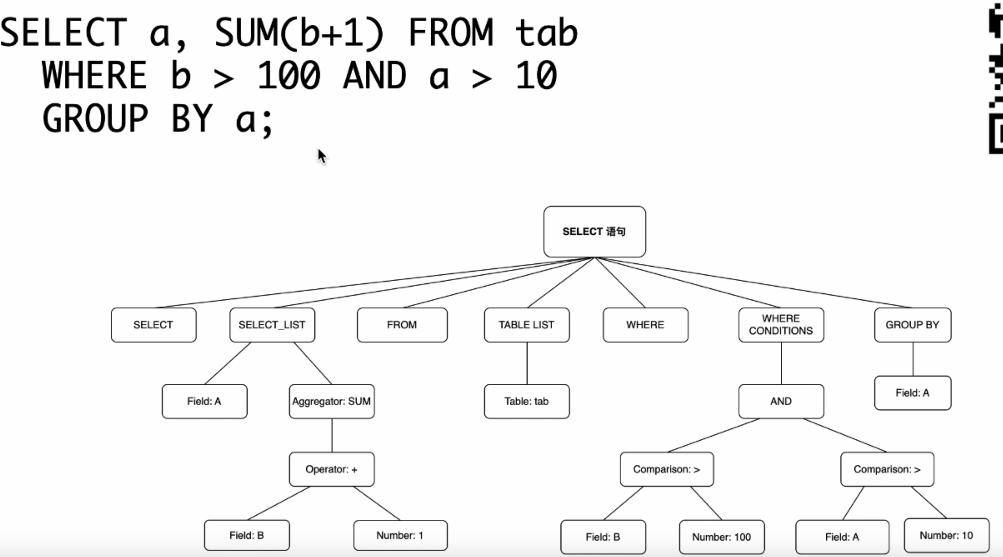 SELECT a, SUM(b+1) FROM tab
WHERE b > 100 AND a > 10
GROUP BY a;
SELECT 语句
SELECT
SELECT_LIST
FROM
TABLE LIST
WHERE
WHERE
CONDITIONS
GROUP BY
Field: A
Aggregator: SUM
Table: tab
AND
Field: A
Operator: +
Comparison: >
Comparison: >
Field: B
Number: 1
Field: B
Number: 100
Field: A
Number: 10